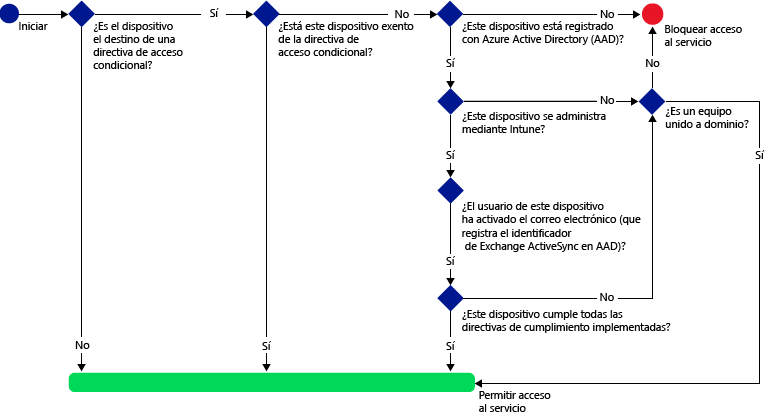 Iniciar
¿Es el dispositivo
el destino de una
directiva de acceso
condicional?
Sí
¿Está este dispositivo exento
de la directiva de
acceso condicional?
No
¿Este dispositivo está registrado
con Azure Active Directory (AAD)?
No
Bloquear acceso
al servicio
Sí
No
¿Este dispositivo se administra
mediante Intune?
No
¿Es un equipo
unido a dominio?
Sí
Sí
¿El usuario de este dispositivo
ha activado el correo electrónico (que
registra el identificador
de Exchange ActiveSync en AAD)?
Sí
¿Este dispositivo cumple todas las
directivas de cumplimiento implementadas?
No
No
Sí
Sí
Permitir acceso
al servicio